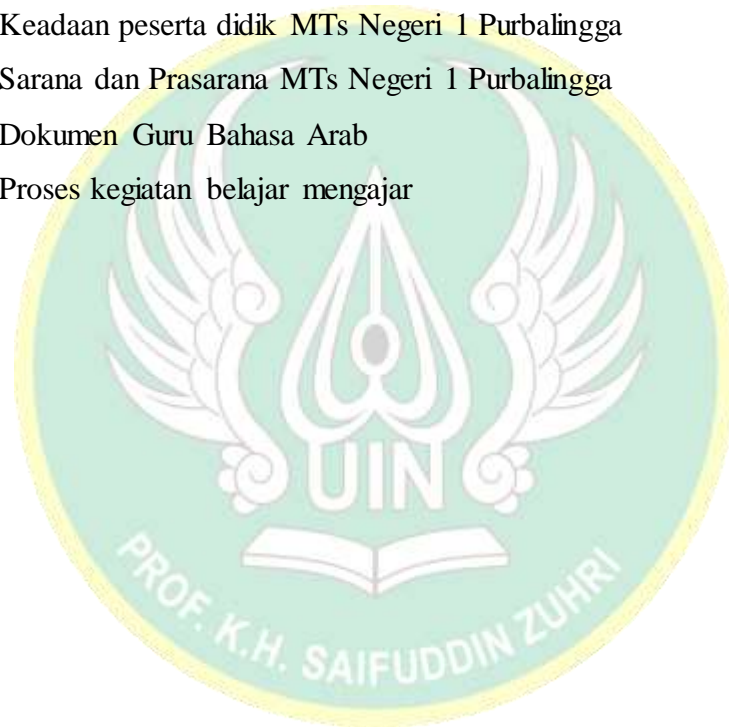 Keadaan peserta didik MTs Negeri 1 Purbalingga
Sarana dan Prasarana MTs Negeri 1 Purbalingga
Dokumen Guru Bahasa Arab
Proses kegiatan belajar mengajar
UIN
PROF. K.H. SAIFUDDIN ZUHRI